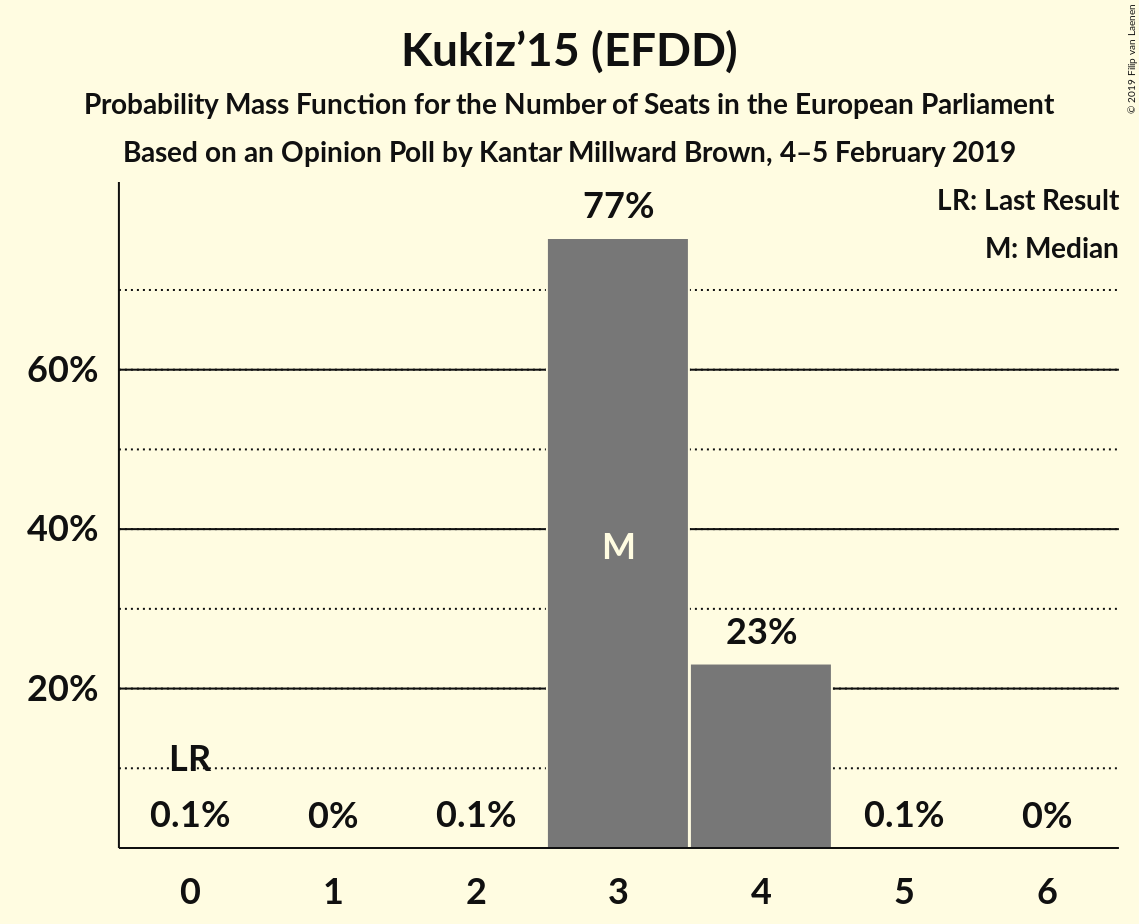 Kukiz’15 (EFDD)
Probability Mass Function for the Number of Seats in the European Parliament
Based on an Opinion Poll by Kantar Millward Brown, 4–5 February 2019
© 2019 Filip van Laenen
LR: Last Result
M: Median
77%
60%
40%
20%
M
23%
LR
0.1% 0% 0.1% 0.1% 0%
0 1 2 3 4 5 6